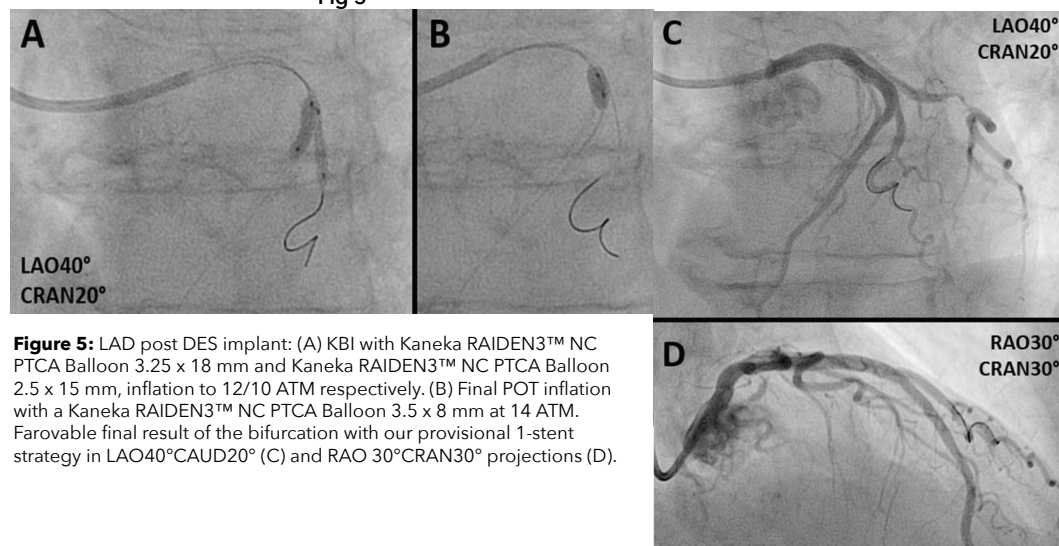 Fig 5
A
B
C
LAO40°
CRAN20°
LAO40°
CRAN20°
D
RAO30°
CRAN30°
Figure 5: LAD post DES implant: (A) KBI with Kaneka RAIDEN3™ NC
PTCA Balloon 3.25 x 18 mm and Kaneka RAIDEN3™ NC PTCA Balloon
2.5 x 15 mm, inflation to 12/10 ATM respectively. (B) Final POT inflation
with a Kaneka RAIDEN3™ NC PTCA Balloon 3.5 x 8 mm at 14 ATM.
Farovable final result of the bifurcation with our provisional 1-stent
strategy in LAO40°CAUD20° (C) and RAO 30°CRAN30° projections (D).